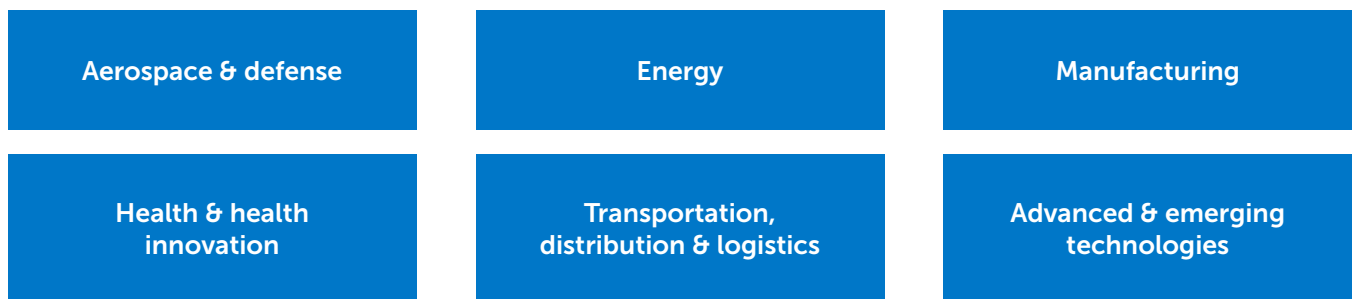 Aerospace & defense
Energy
Manufacturing
Health & health
innovation
Transportation,
distribution & logistics
Advanced & emerging
technologies